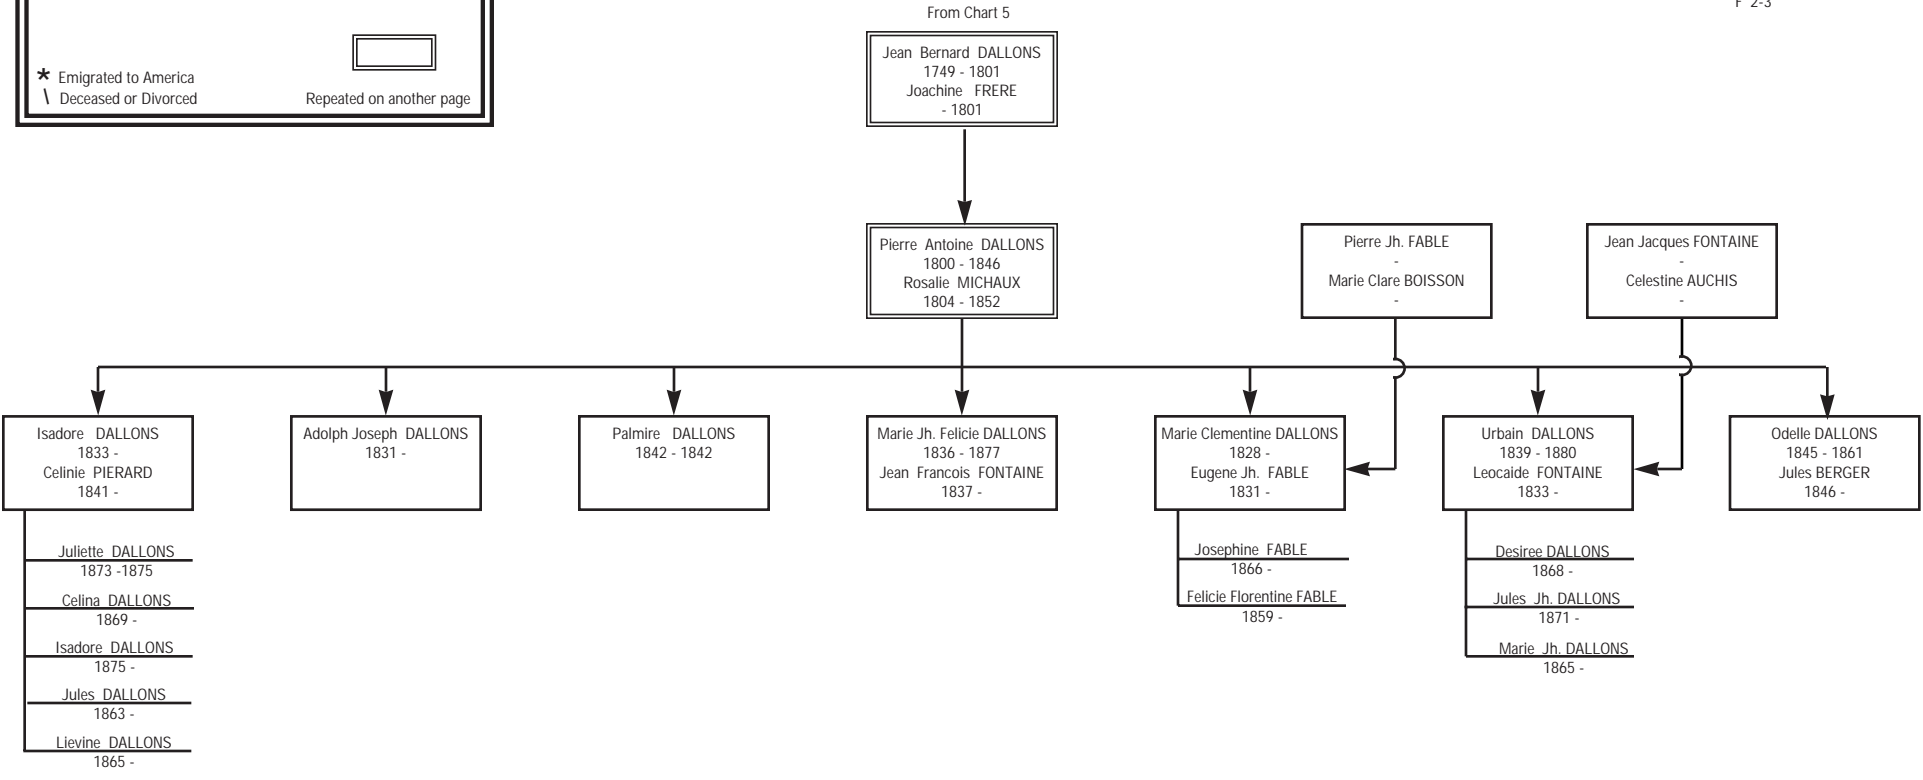 From Chart 5
F 2-3
* Emigrated to America
\ Deceased or Divorced
Repeated on another page
Jean Bernard DALLONS
1749 - 1801
Joachine FRERE
- 1801
Pierre Antoine DALLONS
1800 - 1846
Rosalie MICHAUX
1804 - 1852
Pierre Jh. FABLE
-
Marie Clare BOISSON
-
Jean Jacques FONTAINE
-
Celestine AUCHIS
-
Isadore DALLONS
1833 -
Celinie PIERARD
1841 -
Adolph Joseph DALLONS
1831 -
Palmire DALLONS
1842 - 1842
Marie Jh. Felicie DALLONS
1836 - 1877
Jean Francois FONTAINE
1837 -
Marie Clementine DALLONS
1828 -
Eugene Jh. FABLE
1831 -
Urbain DALLONS
1839 - 1880
Leocaide FONTAINE
1833 -
Odelle DALLONS
1845 - 1861
Jules BERGER
1846 -
Juliette DALLONS
1873 -1875
Celina DALLONS
1869 -
Isadore DALLONS
1875 -
Jules DALLONS
1863 -
Lievine DALLONS
1865 -
Josephine FABLE
1866 -
Felicie Florentine FABLE
1859 -
Desiree DALLONS
1868 -
Jules Jh. DALLONS
1871 -
Marie Jh. DALLONS
1865 -